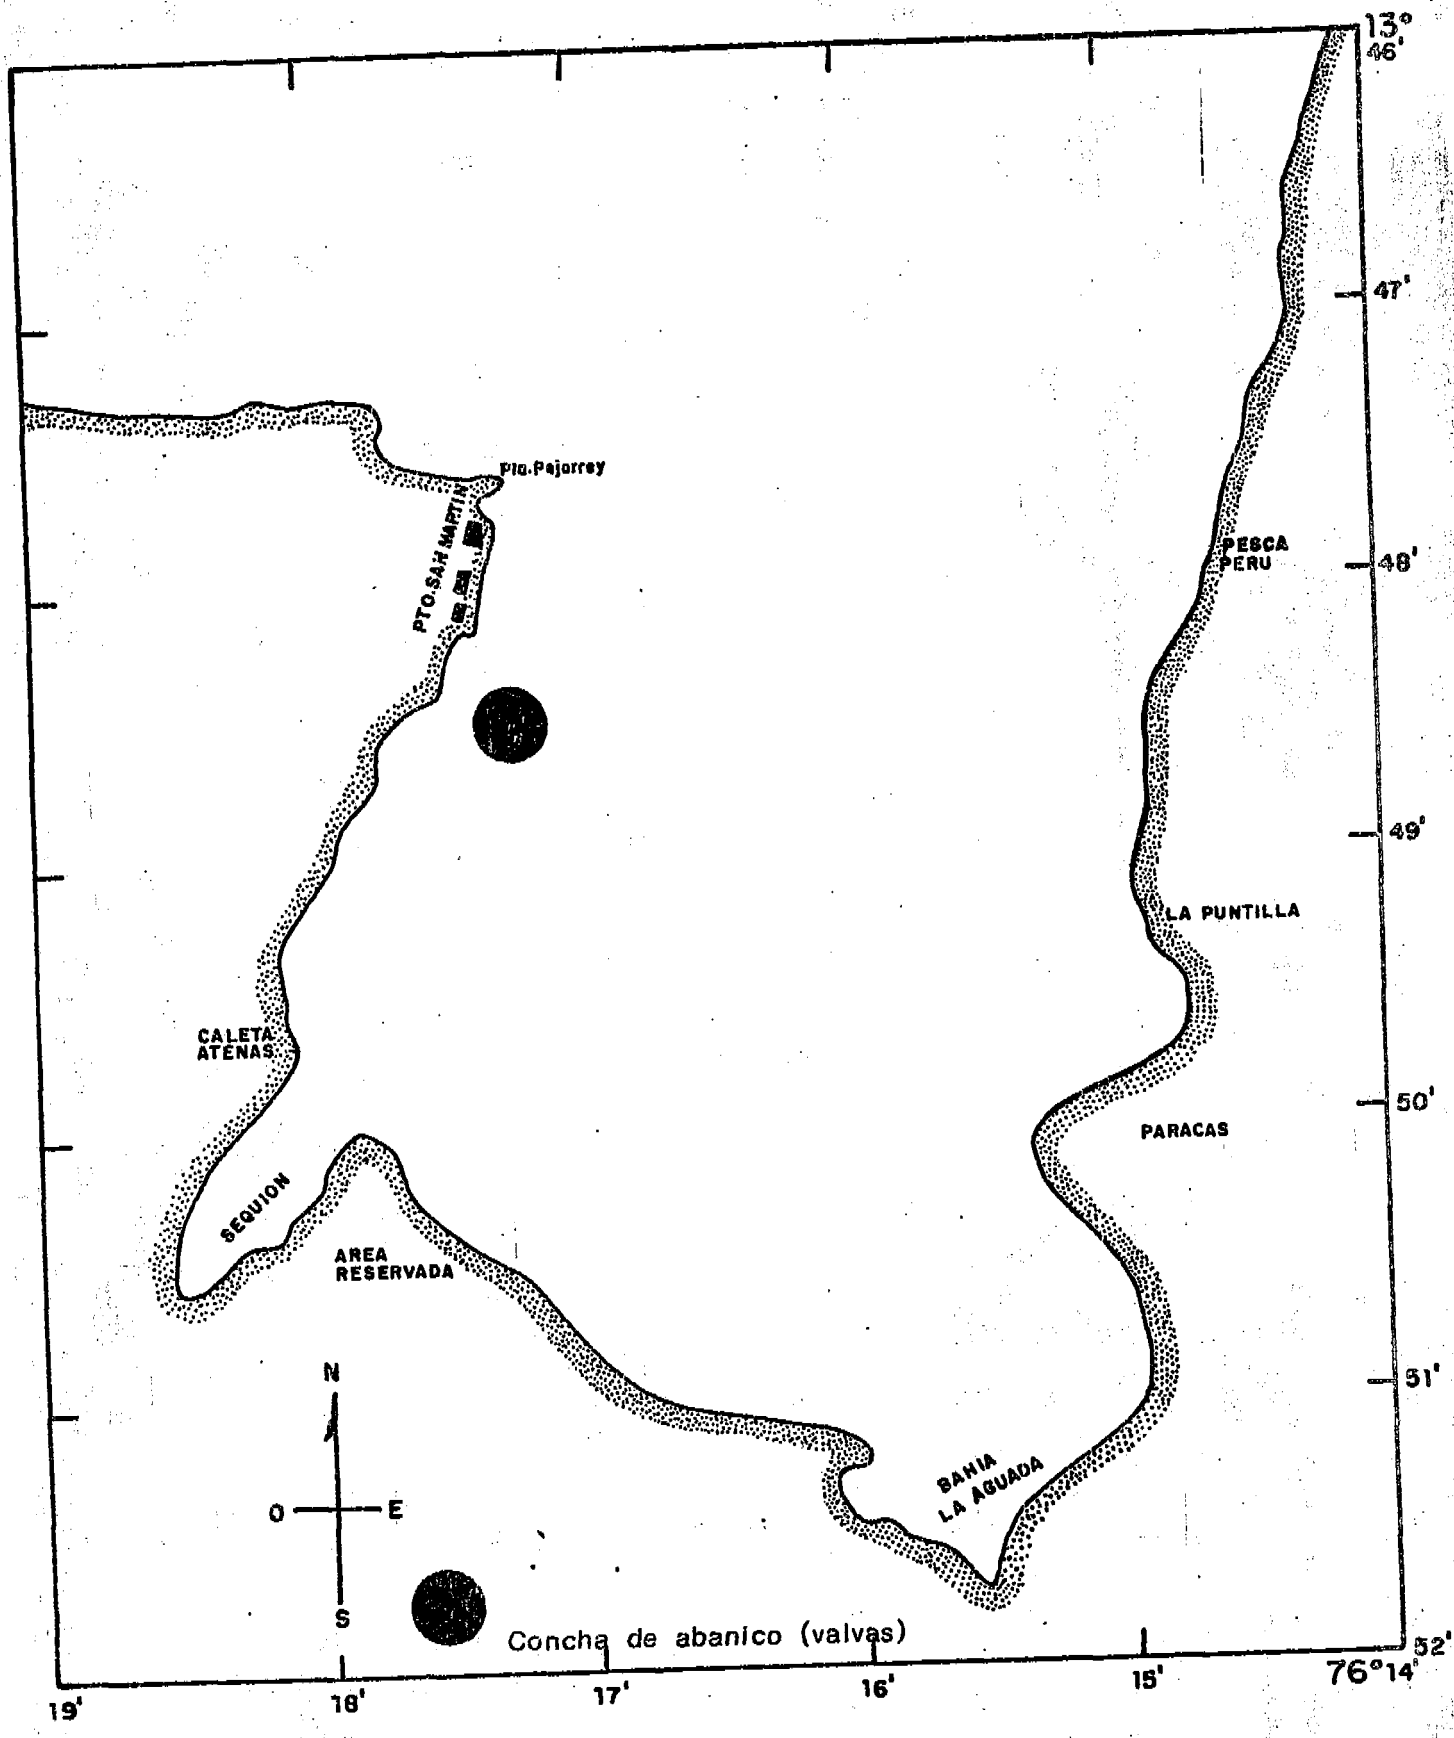 13°
46'
47'
Pta.Pejerrey
PTO.SAN MARTIN
PESCA
PERU
48'
49'
LA PUNTILLA
CALETA
ATENAS
50'
PARACAS
SEQUION
AREA
RESERVADA
N
51'
BAHIA
LA AGUADA
O
E
S
Concha de abanico (valvas)
52'
19'
18'
17'
16'
15'
76°14'